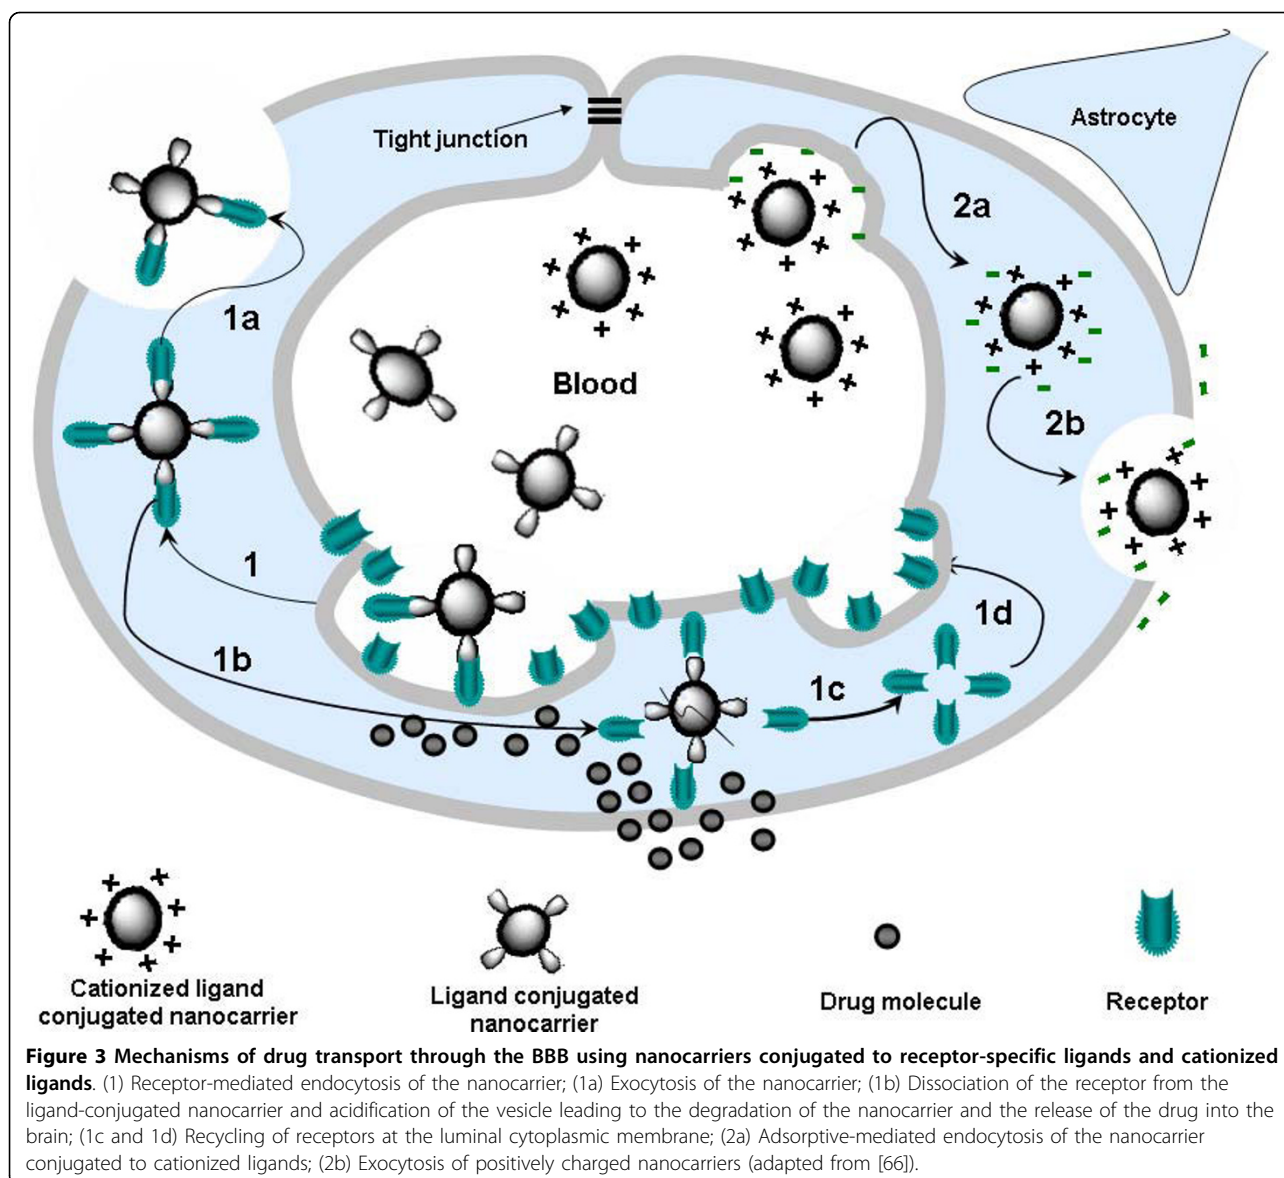 Tight junction
Astrocyte
2a
1a
Blood
2b
1
1d
1b
1c
Cationized ligand
conjugated nanocarrier
Ligand conjugated
nanocarrier
Drug molecule
Receptor
Figure 3 Mechanisms of drug transport through the BBB using nanocarriers conjugated to receptor-specific ligands and cationized
ligands. (1) Receptor-mediated endocytosis of the nanocarrier; (1a) Exocytosis of the nanocarrier; (1b) Dissociation of the receptor from the
ligand-conjugated nanocarrier and acidification of the vesicle leading to the degradation of the nanocarrier and the release of the drug into the
brain; (1c and 1d) Recycling of receptors at the luminal cytoplasmic membrane; (2a) Adsorptive-mediated endocytosis of the nanocarrier
conjugated to cationized ligands; (2b) Exocytosis of positively charged nanocarriers (adapted from [66]).